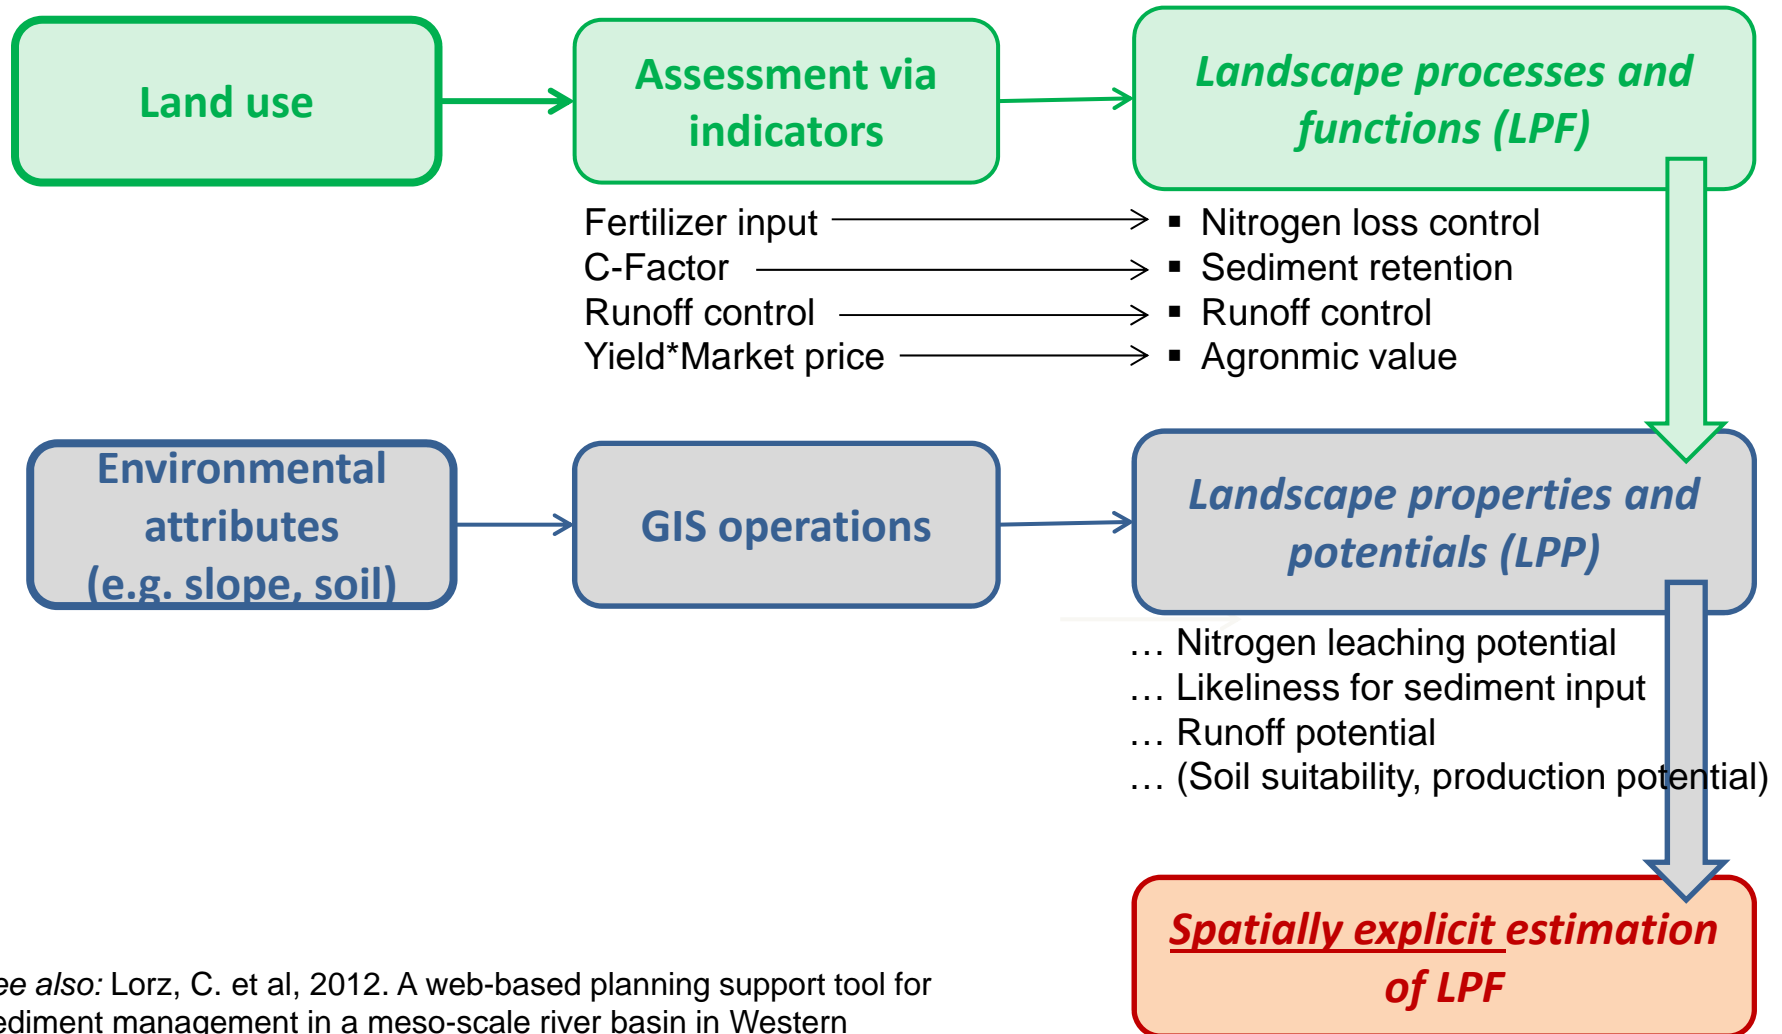 Land use
Assessment via
indicators
Landscape processes and
functions (LPF)
Fertilizer input
C-Factor
Runoff control
Yield*Market price
▪ Nitrogen loss control
▪ Sediment retention
▪ Runoff control
▪ Agronmic value
Environmental
attributes
(e.g. slope, soil)
GIS operations
Landscape properties and
potentials (LPP)
… Nitrogen leaching potential
… Likeliness for sediment input
… Runoff potential
… (Soil suitability, production potential)
Spatially explicit estimation
of LPF
ee also: Lorz, C. et al, 2012. A web-based planning support tool for
ediment management in a meso-scale river basin in Western